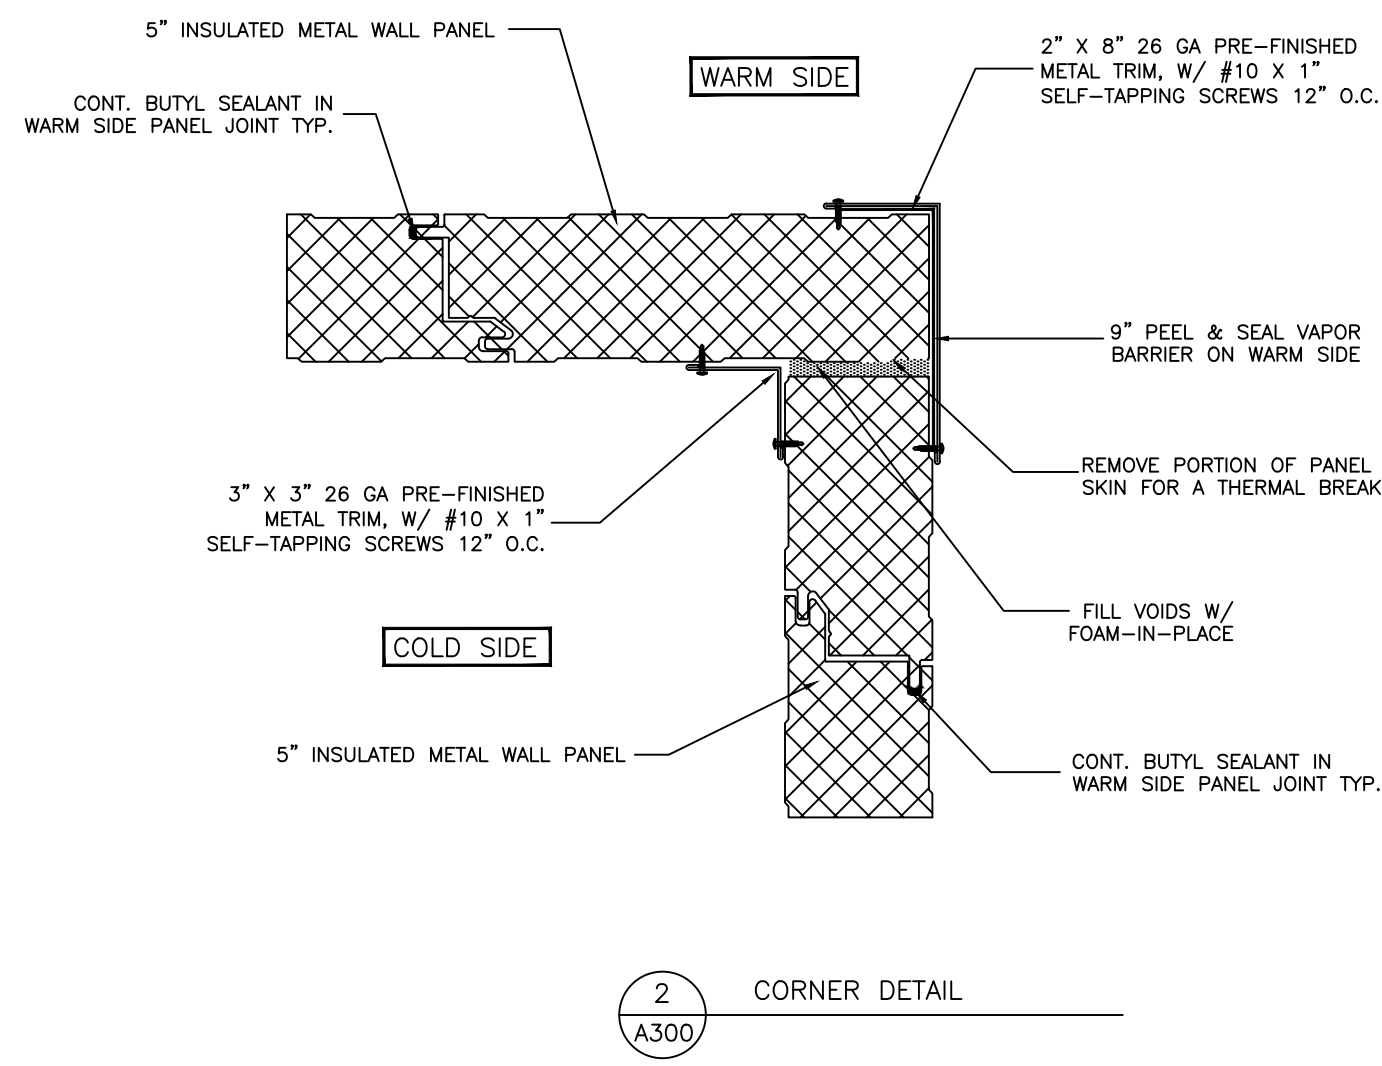 5” INSULATED METAL WALL PANEL
WARM SIDE
2” X 8” 26 GA PRE-FINISHED
METAL TRIM, W/ #10 X 1”
SELF-TAPPING SCREWS 12” O.C.
CONT. BUTYL SEALANT IN
WARM SIDE PANEL JOINT TYP.
9” PEEL & SEAL VAPOR
BARRIER ON WARM SIDE
REMOVE PORTION OF PANEL
SKIN FOR A THERMAL BREAK
3” X 3” 26 GA PRE-FINISHED
METAL TRIM, W/ #10 X 1”
SELF-TAPPING SCREWS 12” O.C.
FILL VOIDS W/
FOAM-IN-PLACE
COLD SIDE
5” INSULATED METAL WALL PANEL
CONT. BUTYL SEALANT IN
WARM SIDE PANEL JOINT TYP.
2
A300
CORNER DETAIL